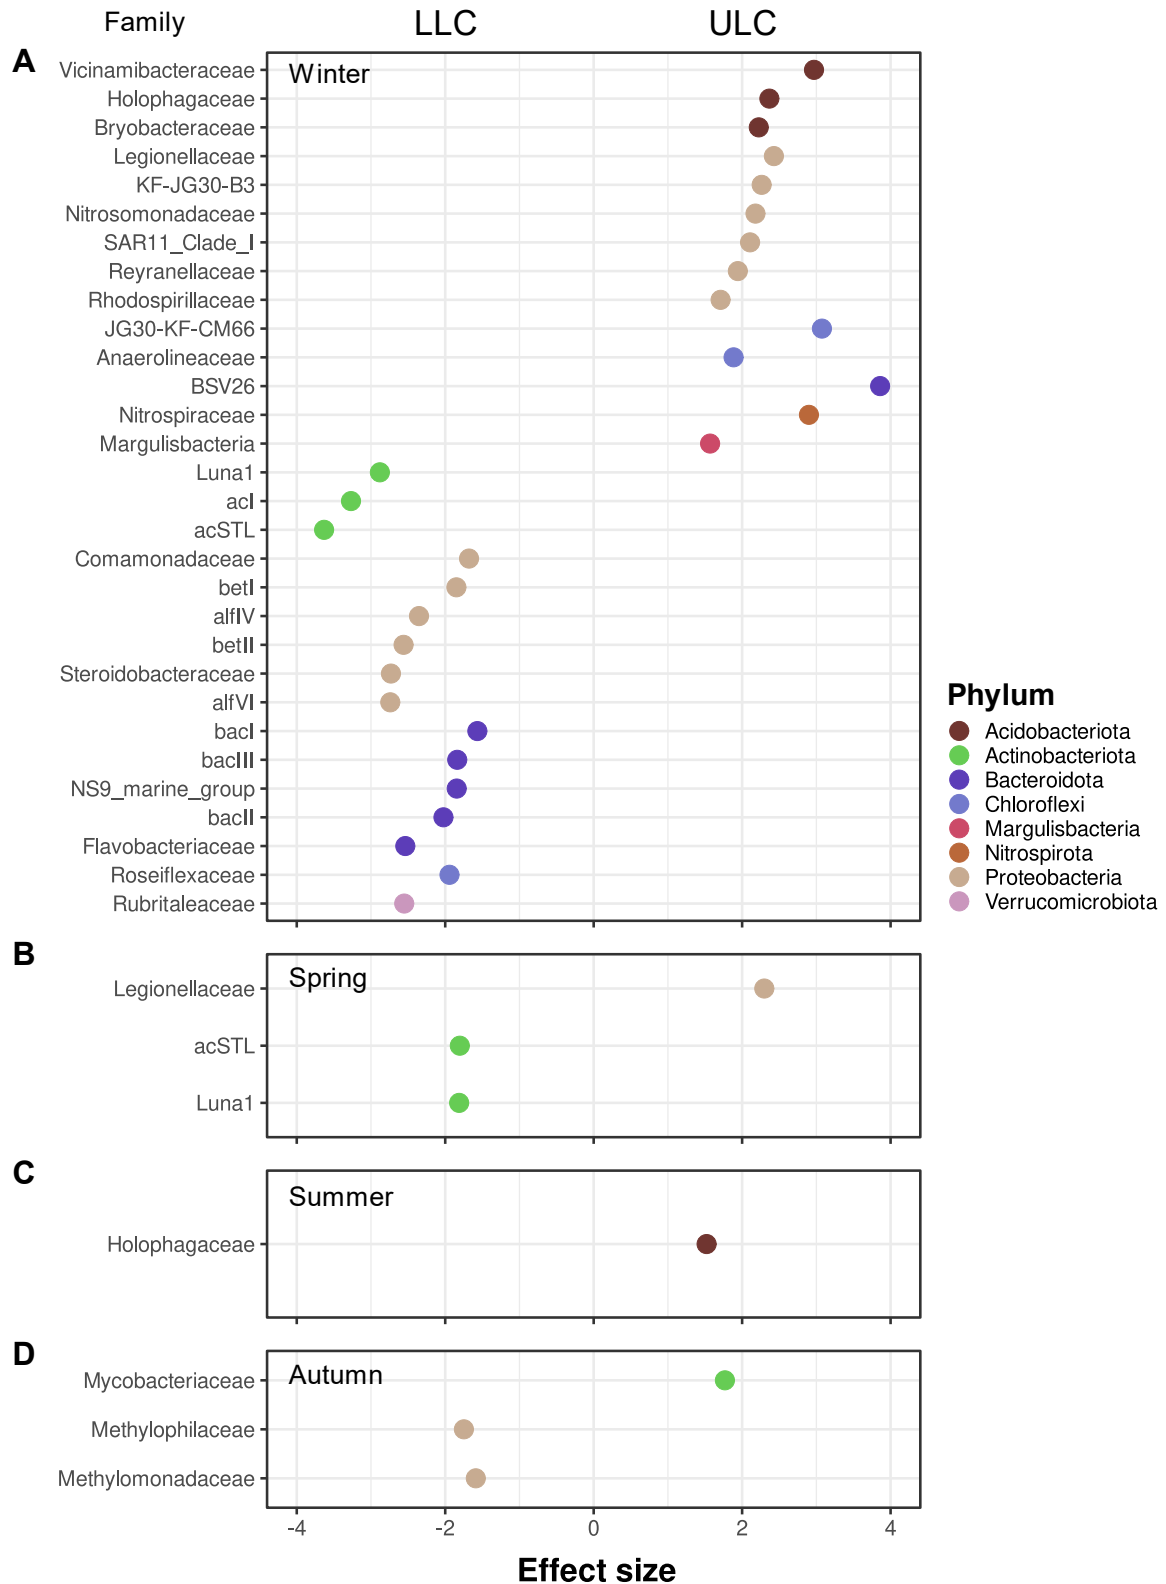 Family LLC ULC
A
Winter
Vicinamibacteraceae
Holophagaceae
Bryobacteraceae
Legionellaceae
KF-JG30-B3
Nitrosomonadaceae
SAR11_Clade_I
Reyranellaceae
Rhodospirillaceae
JG30-KF-CM66
Anaerolineaceae
BSV26
Nitrospiraceae
Margulisbacteria
Luna1
acI
acSTL
Comamonadaceae
betI
alfIV
betII
Steroidobacteraceae
alfVI
bacI
bacIII
NS9_marine_group
bacII
Flavobacteriaceae
Roseiflexaceae
Rubritaleaceae
Phylum
Acidobacteriota
Actinobacteriota
Bacteroidota
Chloroflexi
Margulisbacteria
Nitrospirota
Proteobacteria
Verrucomicrobiota
B
Spring
Legionellaceae
acSTL
Luna1
C
Summer
Holophagaceae
D
Autumn
Mycobacteriaceae
Methylophilaceae
Methylomonadaceae
-4 -2 0 2 4
Effect size